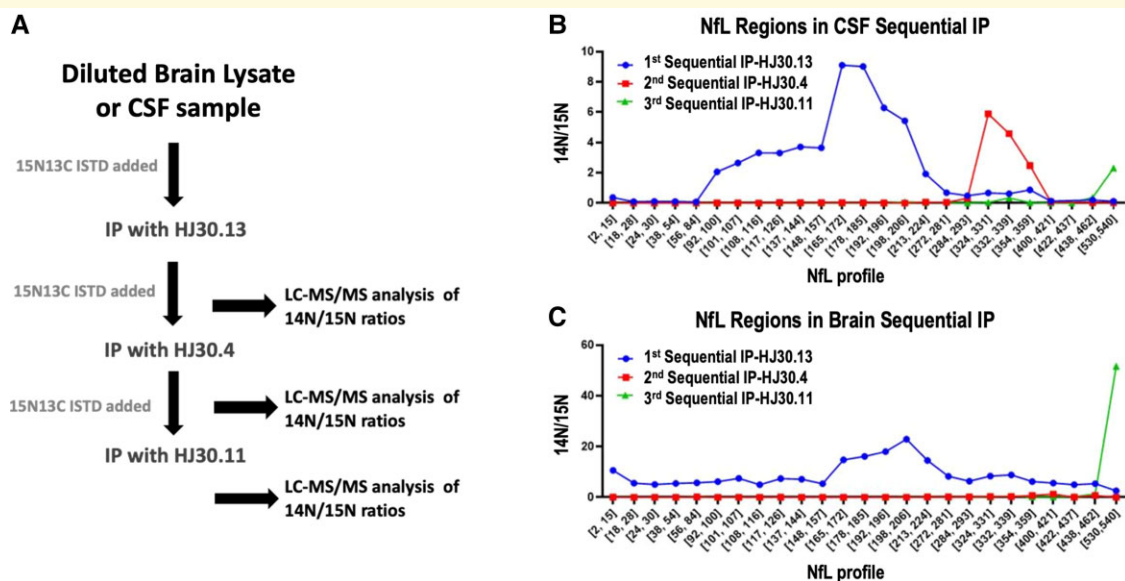 A
Diluted Brain Lysate
or CSF sample
15N13C ISTD added
IP with HJ30.13
15N13C ISTD added
LC-MS/MS analysis of
14N/15N ratios
IP with HJ30.4
15N13C ISTD added
LC-MS/MS analysis of
14N/15N ratios
IP with HJ30.11
LC-MS/MS analysis of
14N/15N ratios
B
NfL Regions in CSF Sequential IP
1st Sequential IP-HJ30.13
2nd Sequential IP-HJ30.4
3rd Sequential IP-HJ30.11
14N/15N
10
8
6
4
2
0
[2, 15]
[18, 28]
[24, 30]
[38, 54]
[56, 84]
[92, 100]
[101, 107]
[108, 116]
[117, 126]
[137, 144]
[148, 157]
[165, 172]
[178, 185]
[192, 196]
[198, 206]
[213, 224]
[272, 281]
[284, 293]
[324, 331]
[332, 339]
[354, 359]
[400, 421]
[422, 437]
[438, 462]
[530,540]
NfL profile
C
NfL Regions in Brain Sequential IP
1st Sequential IP-HJ30.13
2nd Sequential IP-HJ30.4
3rd Sequential IP-HJ30.11
14N/15N
60
40
20
0
[2, 15]
[18, 28]
[24, 30]
[38, 54]
[56, 84]
[92, 100]
[101, 107]
[108, 116]
[117, 126]
[137, 144]
[148, 157]
[165, 172]
[178, 185]
[192, 196]
[198, 206]
[213, 224]
[272, 281]
[284, 293]
[324, 331]
[332, 339]
[354, 359]
[400, 421]
[422, 437]
[438, 462]
[530,540]
NfL profile